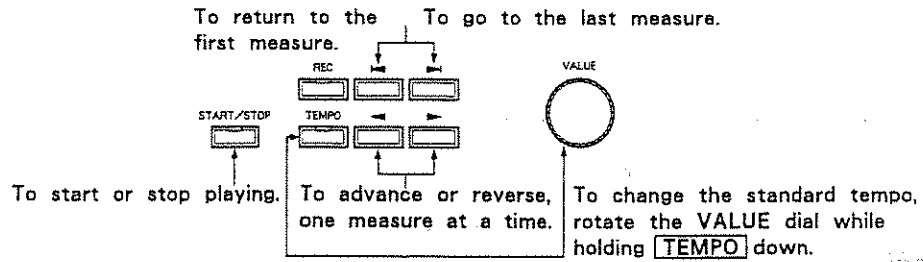 To return to the
first measure.
To go to the last measure.
REC
VALUE
START/STOP
TEMPO
To start or stop playing.
To advance or reverse,
one measure at a time.
To change the standard tempo,
rotate the VALUE dial while
holding TEMPO down.